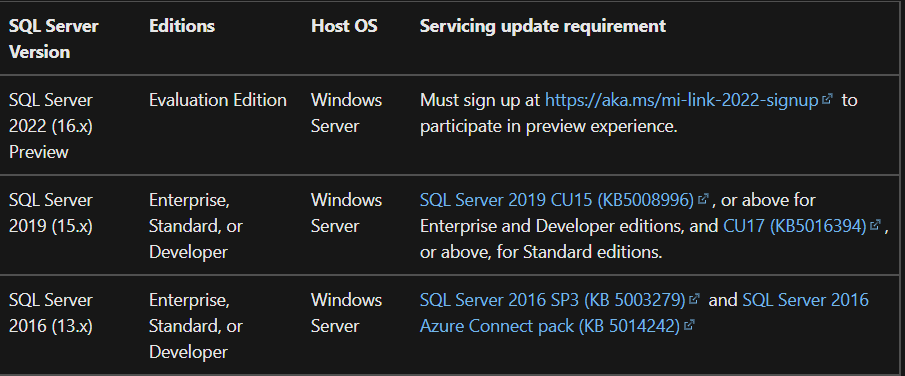 SQL Server Version Editions Host OS Servicing update requirement
SQL Server 2022 (16.x) Preview
Evaluation Edition
Windows Server
Must sign up at https://aka.ms/mi-link-2022-signup to
participate in preview experience.
SQL Server 2019 (15.x)
Enterprise, Standard, or Developer
Windows Server
SQL Server 2019 CU15 (KB5008996) , or above for
Enterprise and Developer editions, and CU17 (KB5016394) ,
or above, for Standard editions.
SQL Server 2016 (13.x)
Enterprise, Standard, or Developer
Windows Server
SQL Server 2016 SP3 (KB 5003279) and SQL Server 2016
Azure Connect pack (KB 5014242)